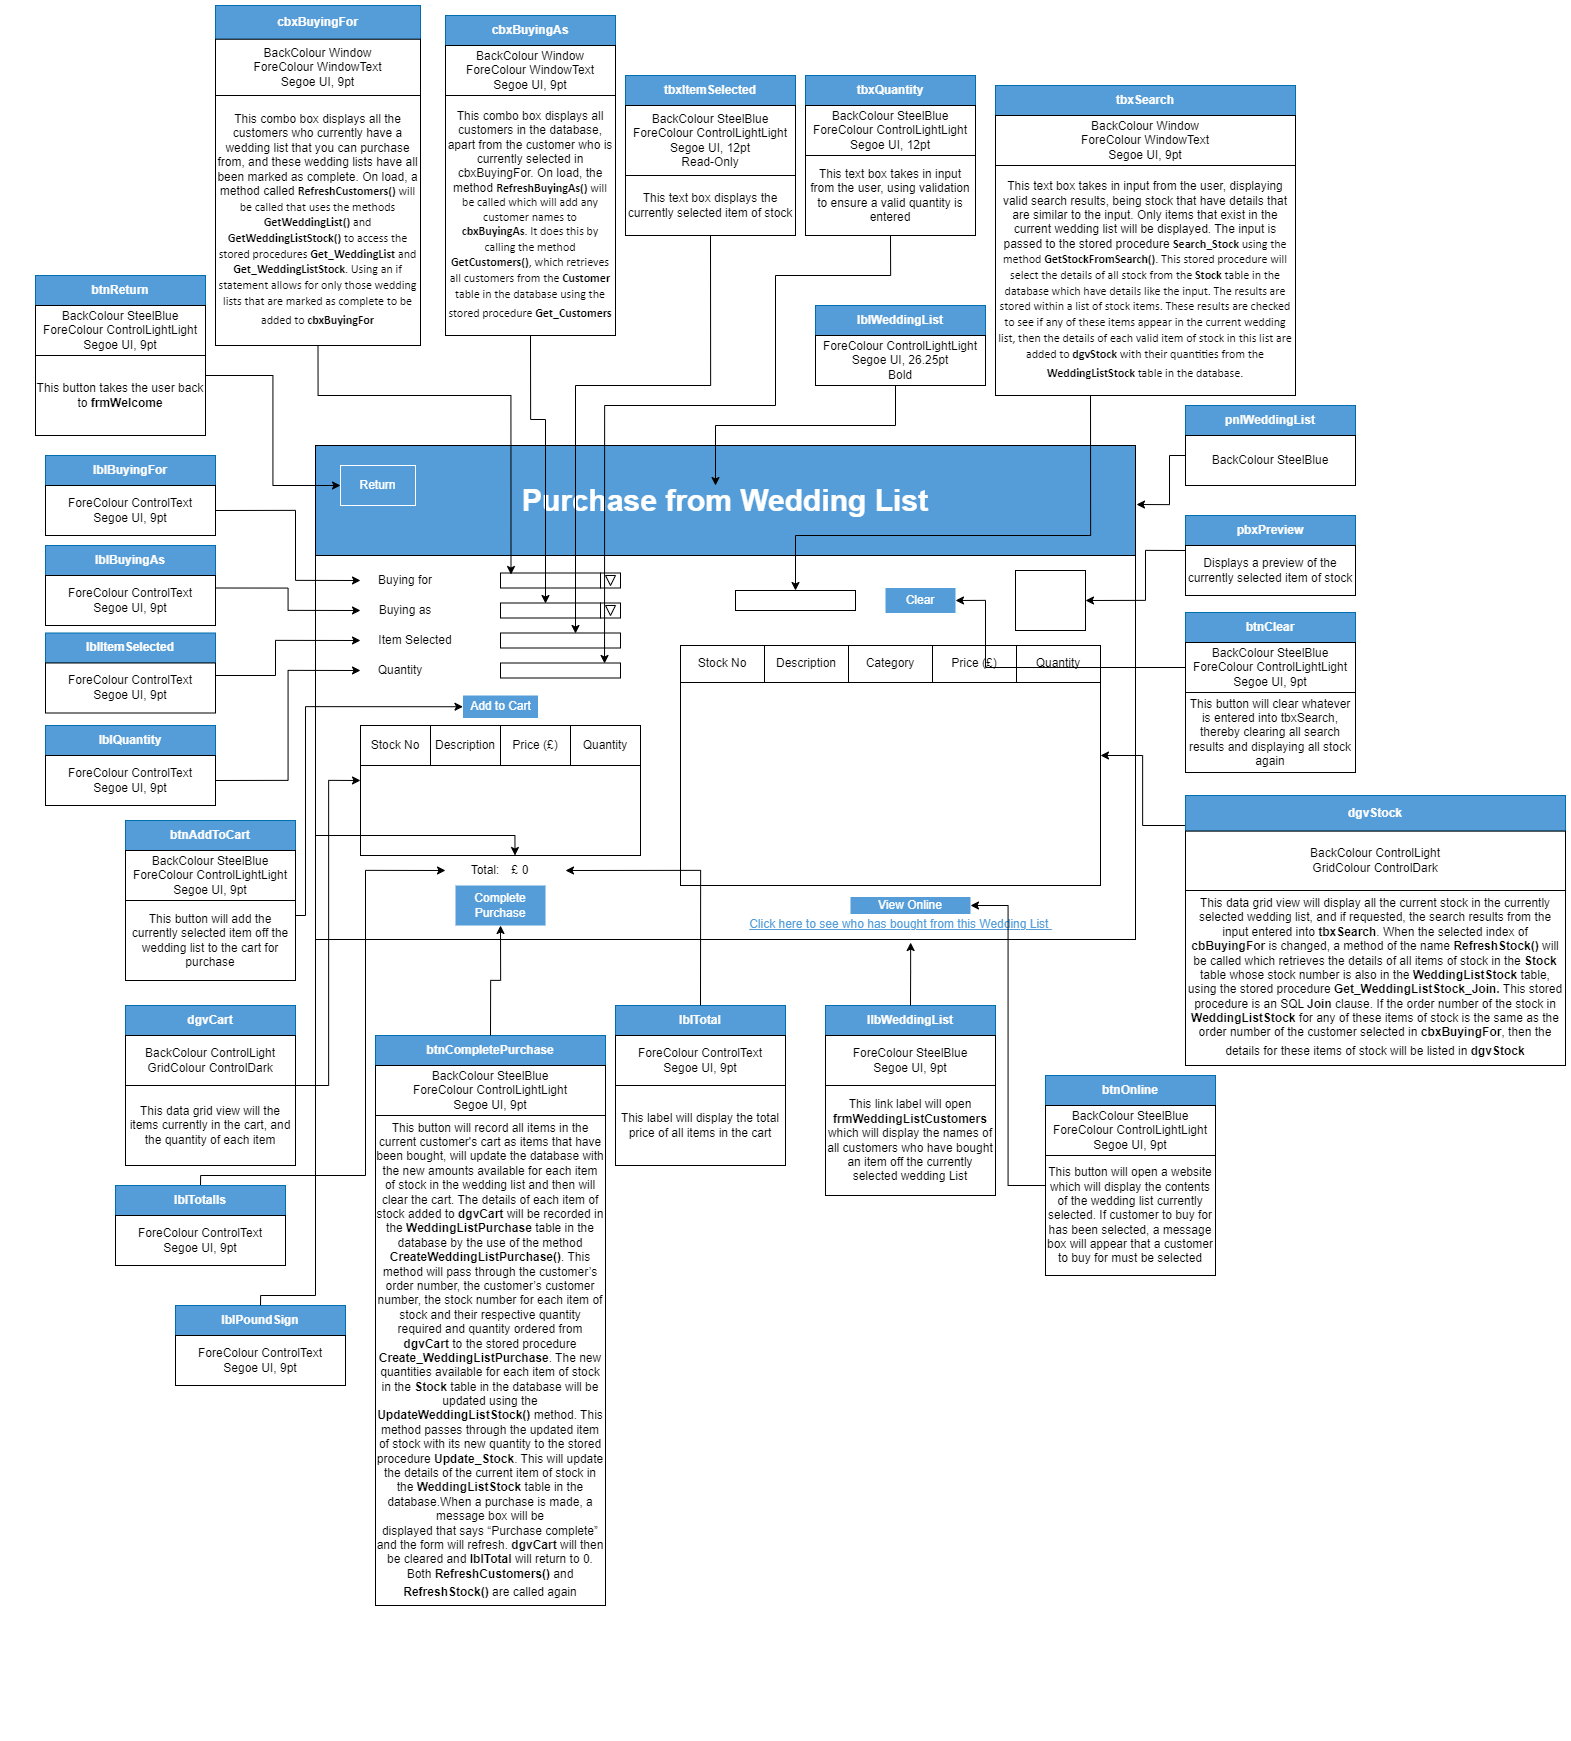 cbxBuyingFor
BackColour Window
ForeColour WindowText
Segoe UI, 9pt
This combo box displays all the
customers who currently have a
wedding list that you can purchase
from, and these wedding lists have all
been marked as complete. On load, a
method called RefreshCustomers() will
be called that uses the methods
GetWeddingList() and
GetWeddingListStock() to access the
stored procedures Get_WeddingList and
Get_WeddingListStock. Using an if
statement allows for only those wedding
lists that are marked as complete to be
added to cbxBuyingFor
cbxBuyingAs
BackColour Window
ForeColour WindowText
Segoe UI, 9pt
This combo box displays all
customers in the database,
apart from the customer who is
currently selected in
cbxBuyingFor. On load, the
method RefreshBuyingAs() will
be called which will add any
customer names to
cbxBuyingAs. It does this by
calling the method
GetCustomers(), which retrieves
all customers from the Customer
table in the database using the
stored procedure Get_Customers
tbxItemSelected
BackColour SteelBlue
ForeColour ControlLightLight
Segoe UI, 12pt
Read-Only
This text box displays the
currently selected item of stock
tbxQuantity
BackColour SteelBlue
ForeColour ControlLightLight
Segoe UI, 12pt
This text box takes in input
from the user, using validation
to ensure a valid quantity is
entered
tbxSearch
BackColour Window
ForeColour WindowText
Segoe UI, 9pt
This text box takes in input from the user, displaying
valid search results, being stock that have details that
are similar to the input. Only items that exist in the
current wedding list will be displayed. The input is
passed to the stored procedure Search_Stock using the
method GetStockFromSearch(). This stored procedure will
select the details of all stock from the Stock table in the
database which have details like the input. The results are
stored within a list of stock items. These results are checked
to see if any of these items appear in the current wedding
list, then the details of each valid item of stock in this list are
added to dgvStock with their quantities from the
WeddingListStock table in the database.
btnReturn
BackColour SteelBlue
ForeColour ControlLightLight
Segoe UI, 9pt
This button takes the user back
to frmWelcome
lblWeddingList
ForeColour ControlLightLight
Segoe UI, 26.25pt
Bold
pnlWeddingList
BackColour SteelBlue
lblBuyingFor
ForeColour ControlText
Segoe UI, 9pt
Return
Purchase from Wedding List
pbxPreview
Displays a preview of the
currently selected item of stock
lblBuyingAs
ForeColour ControlText
Segoe UI, 9pt
Buying for
Buying as
Item Selected
Quantity
Clear
btnClear
BackColour SteelBlue
ForeColour ControlLightLight
Segoe UI, 9pt
This button will clear whatever
is entered into tbxSearch,
thereby clearing all search
results and displaying all stock
again
lblItemSelected
ForeColour ControlText
Segoe UI, 9pt
Stock No Description Category Price (£) Quantity
Add to Cart
lblQuantity
ForeColour ControlText
Segoe UI, 9pt
Stock No Description Price (£) Quantity
dgvStock
BackColour ControlLight
GridColour ControlDark
This data grid view will display all the current stock in the currently
selected wedding list, and if requested, the search results from the
input entered into tbxSearch. When the selected index of
cbBuyingFor is changed, a method of the name RefreshStock() will
be called which retrieves the details of all items of stock in the Stock
table whose stock number is also in the WeddingListStock table,
using the stored procedure Get_WeddingListStock_Join. This stored
procedure is an SQL Join clause. If the order number of the stock in
WeddingListStock for any of these items of stock is the same as the
order number of the customer selected in cbxBuyingFor, then the
details for these items of stock will be listed in dgvStock
btnAddToCart
BackColour SteelBlue
ForeColour ControlLightLight
Segoe UI, 9pt
This button will add the
currently selected item off the
wedding list to the cart for
purchase
Total: £ 0
Complete
Purchase
View Online
Click here to see who has bought from this Wedding List
dgvCart
BackColour ControlLight
GridColour ControlDark
This data grid view will the
items currently in the cart, and
the quantity of each item
btnCompletePurchase
BackColour SteelBlue
ForeColour ControlLightLight
Segoe UI, 9pt
This button will record all items in the
current customer's cart as items that have
been bought, will update the database with
the new amounts available for each item
of stock in the wedding list and then will
clear the cart. The details of each item of
stock added to dgvCart will be recorded in
the WeddingListPurchase table in the
database by the use of the method
CreateWeddingListPurchase(). This
method will pass through the customer's
order number, the customer's customer
number, the stock number for each item of
stock and their respective quantity
required and quantity ordered from
dgvCart to the stored procedure
Create_WeddingListPurchase. The new
quantities available for each item of stock
in the Stock table in the database will be
updated using the
UpdateWeddingListStock() method. This
method passes through the updated item
of stock with its new quantity to the stored
procedure Update_Stock. This will update
the details of the current item of stock in
the WeddingListStock table in the
database.When a purchase is made, a
message box will be
displayed that says “Purchase complete”
and the form will refresh. dgvCart will then
be cleared and lblTotal will return to 0.
Both RefreshCustomers() and
RefreshStock() are called again
lblTotal
ForeColour ControlText
Segoe UI, 9pt
This label will display the total
price of all items in the cart
llbWeddingList
ForeColour SteelBlue
Segoe UI, 9pt
This link label will open
frmWeddingListCustomers
which will display the names of
all customers who have bought
an item off the currently
selected wedding List
btnOnline
BackColour SteelBlue
ForeColour ControlLightLight
Segoe UI, 9pt
This button will open a website
which will display the contents
of the wedding list currently
selected. If customer to buy for
has been selected, a message
box will appear that a customer
to buy for must be selected
lblTotalIs
ForeColour ControlText
Segoe UI, 9pt
lblPoundSign
ForeColour ControlText
Segoe UI, 9pt